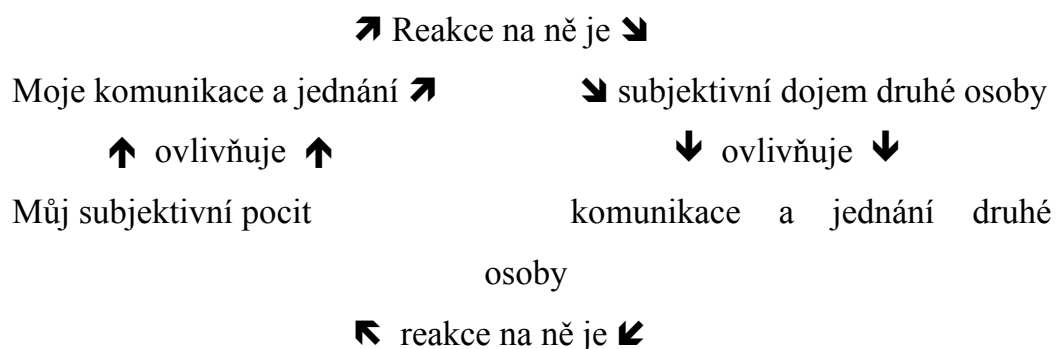 🡽 Reakce na ně je 🡾
Moje komunikace a jednání 🡽 🡾 subjektivní dojem druhé osoby
🡹 ovlivňuje 🡹 🡻 ovlivňuje 🡻
Můj subjektivní pocit komunikace a jednání druhé
osoby
🡼 reakce na ně je 🡿